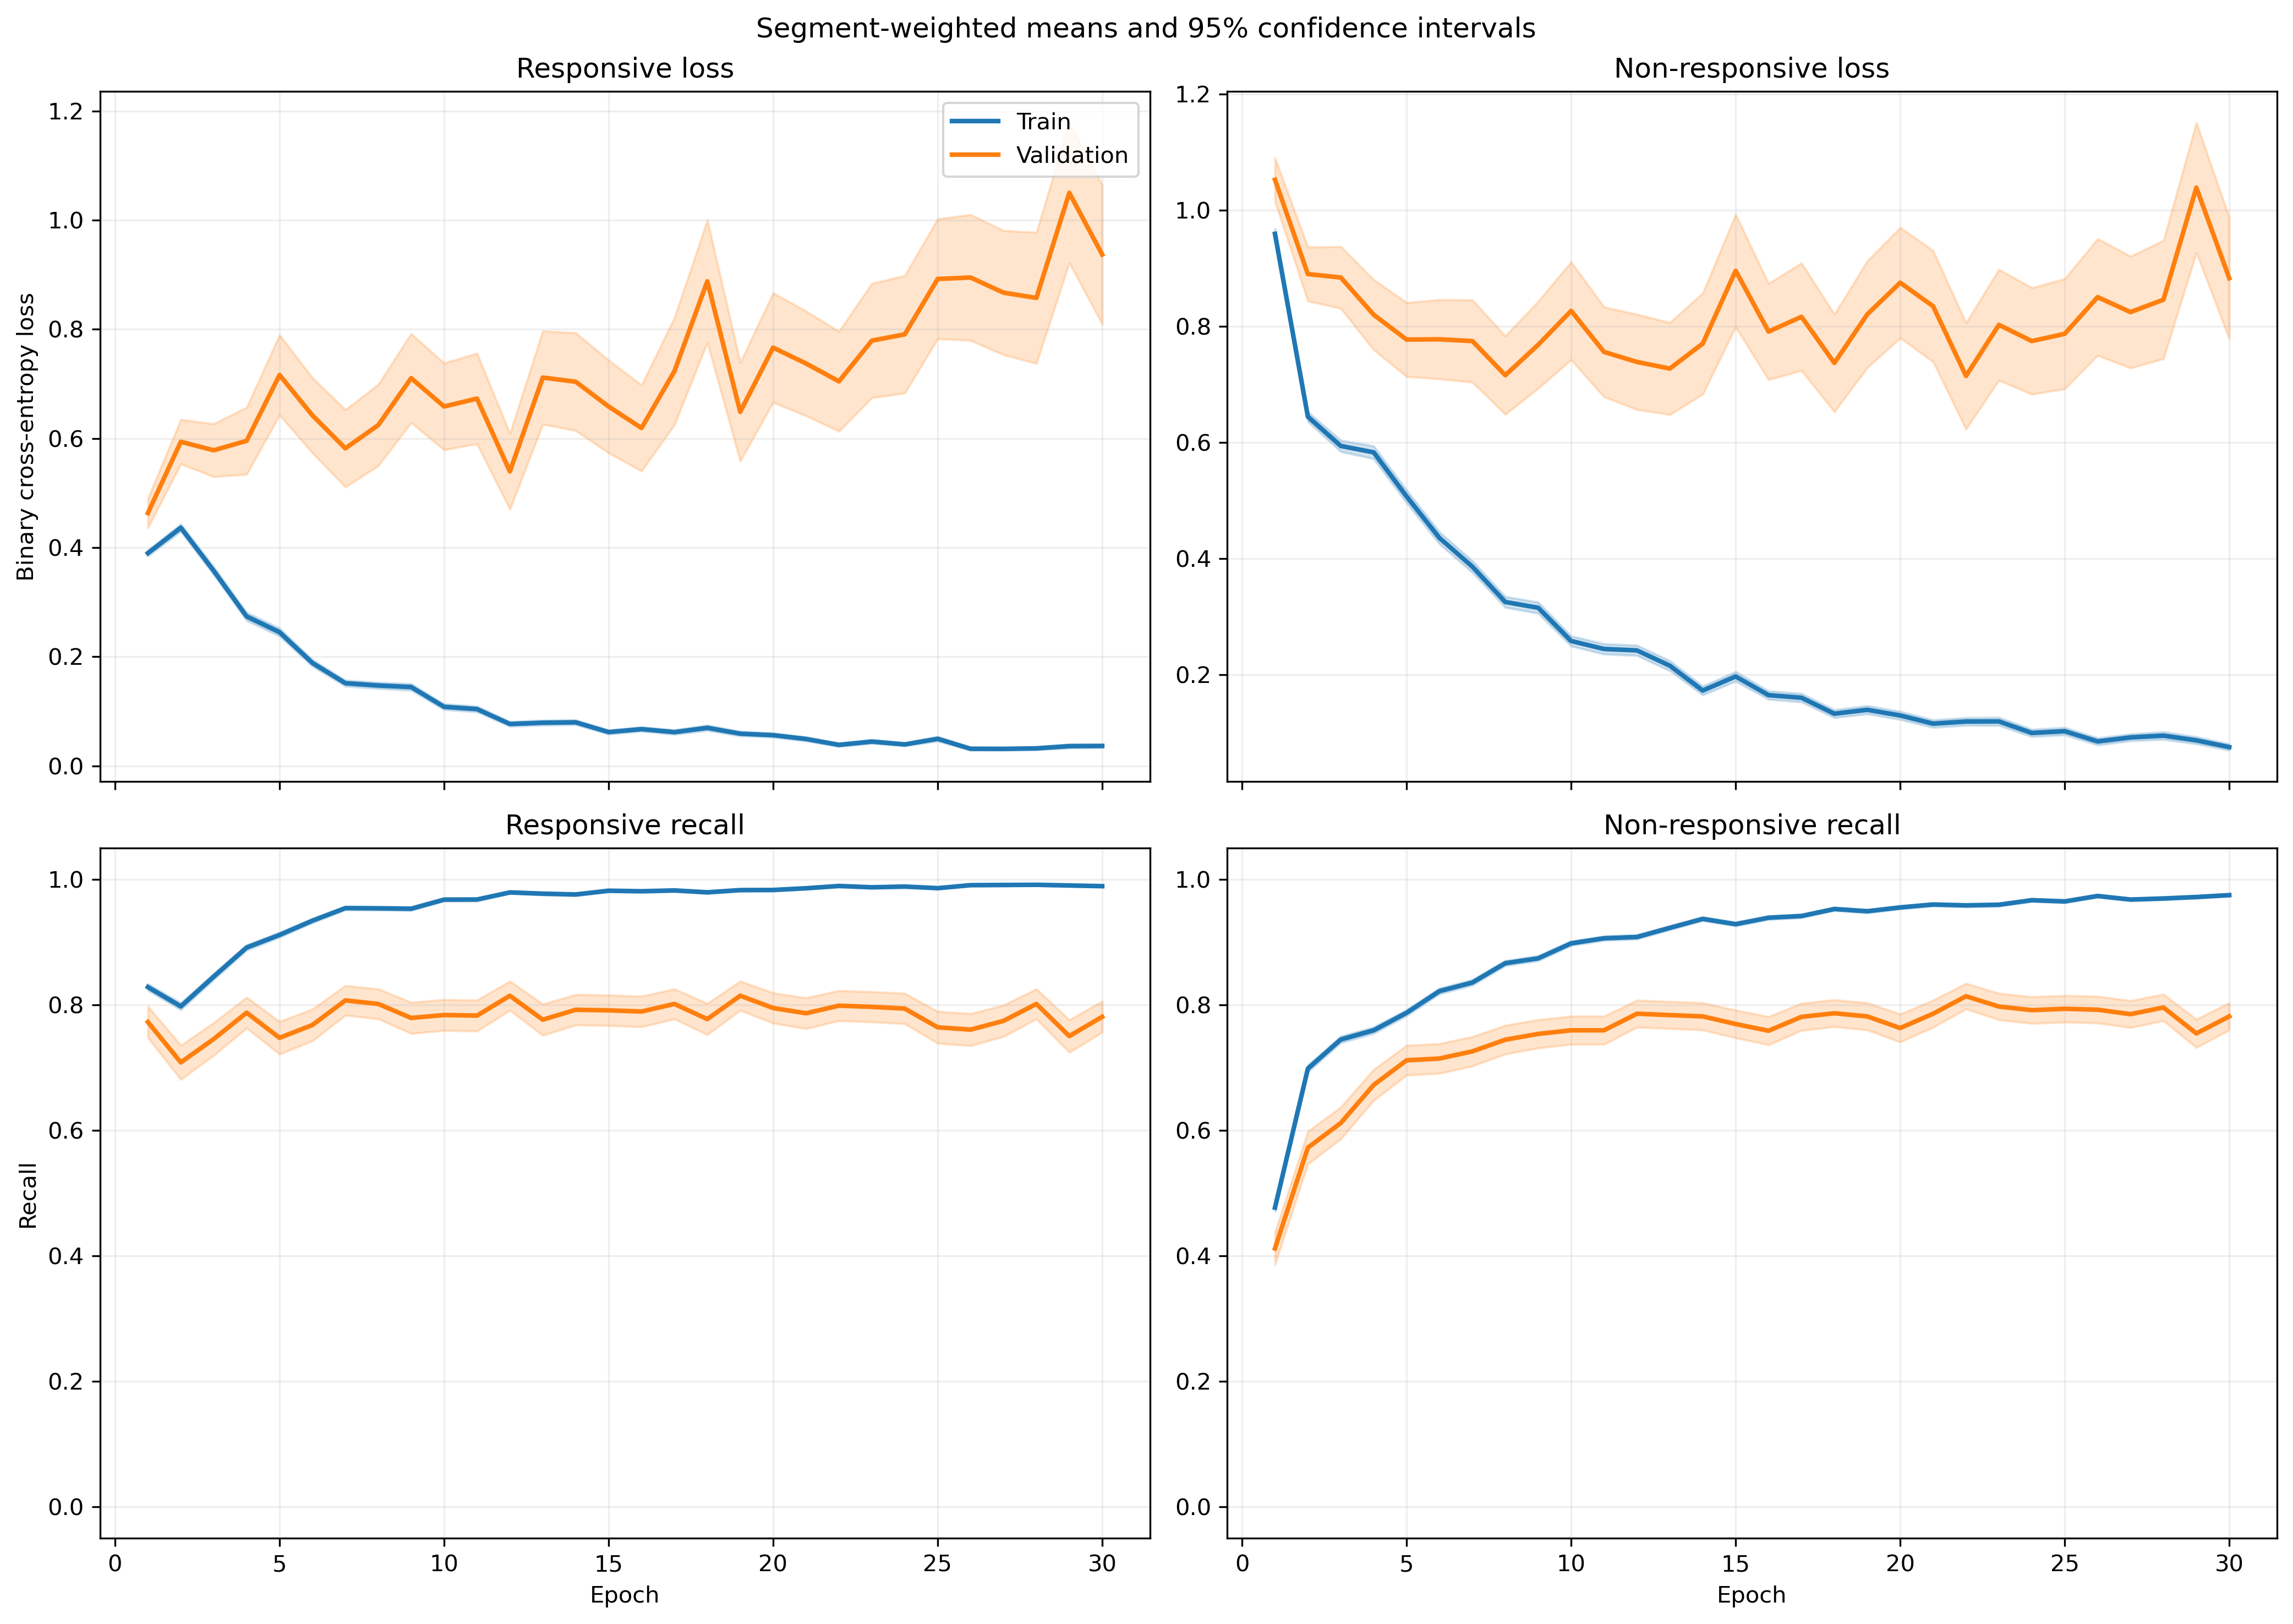 Segment-weighted means and 95% confidence intervals
Responsive loss
Non-responsive loss
Binary cross-entropy loss
1.2
1.0
0.8
0.6
0.4
0.2
0.0
Train
Validation
1.2
1.0
0.8
0.6
0.4
0.2
Responsive recall
Non-responsive recall
Recall
1.0
0.8
0.6
0.4
0.2
0.0
0 5 10 15 20 25 30
Epoch
1.0
0.8
0.6
0.4
0.2
0.0
0 5 10 15 20 25 30
Epoch